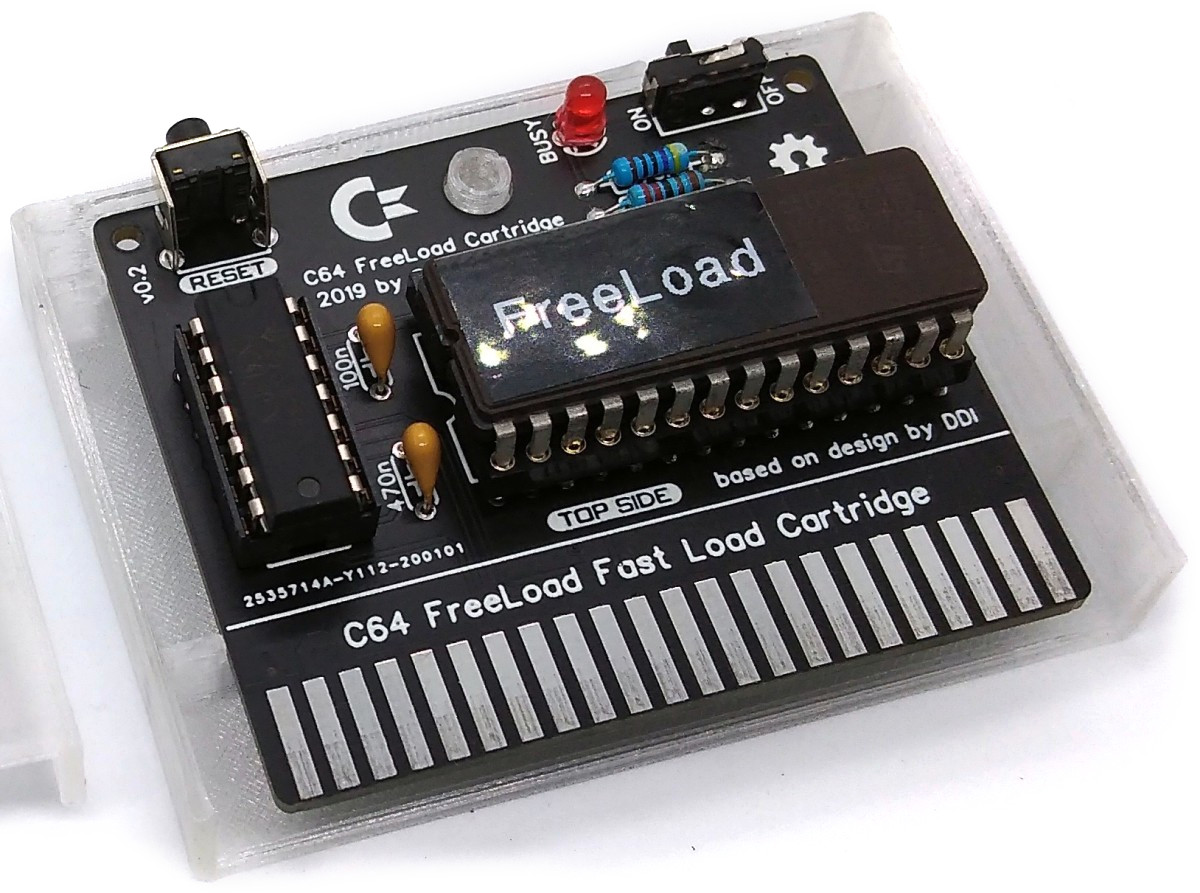 BUSY
ON
OFF
v0.2
RESET
C64 FreeLoad Cartridge
2019 by
FreeLoad
100n
470n
TOP SIDE
based on design by DDI
2535714A-Y112-200101
C64 FreeLoad Fast Load Cartridge